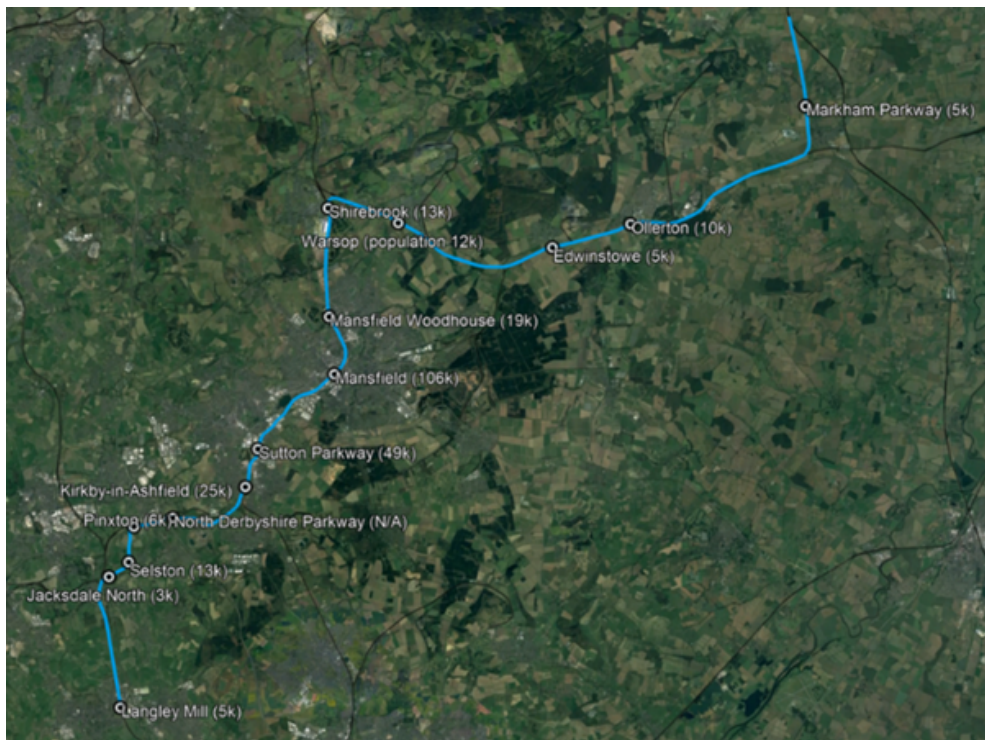 Markham Parkway (5k)
Shirebrook (13k)
Warsop (population 12k)
Ollerton (10k)
Edwinstowe (5k)
Mansfield Woodhouse (19k)
Mansfield (106k)
Sutton Parkway (49k)
Kirkby-in-Ashfield (25k)
Pinxton (6k)
North Derbyshire Parkway (N/A)
Selston (13k)
Jacksdale North (3k)
Langley Mill (5k)